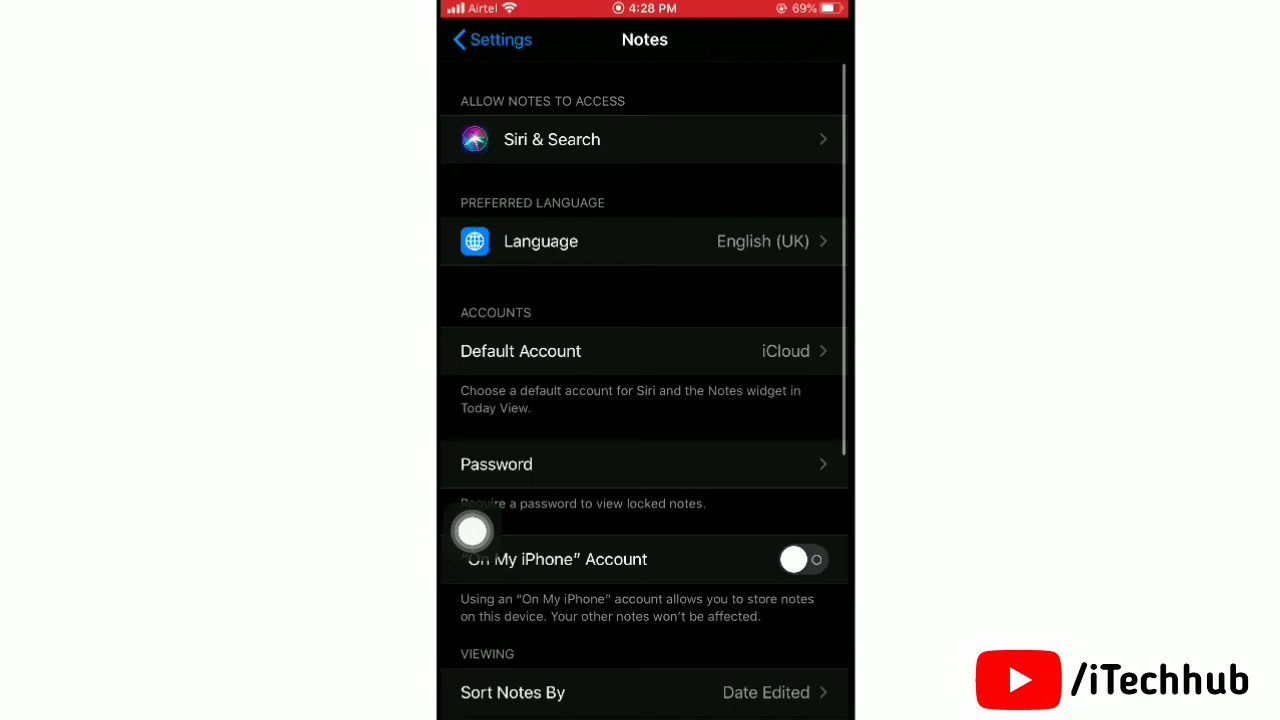 Airtel 4:28 PM 69%
Settings Notes
ALLOW NOTES TO ACCESS
Siri & Search
PREFERRED LANGUAGE
Language English (UK)
ACCOUNTS
Default Account iCloud
Choose a default account for Siri and the Notes widget in
Today View.
Password
Require a password to view locked notes.
“On My iPhone” Account
Using an “On My iPhone” account allows you to store notes
on this device. Your other notes won’t be affected.
VIEWING
Sort Notes By Date Edited
/iTechhub